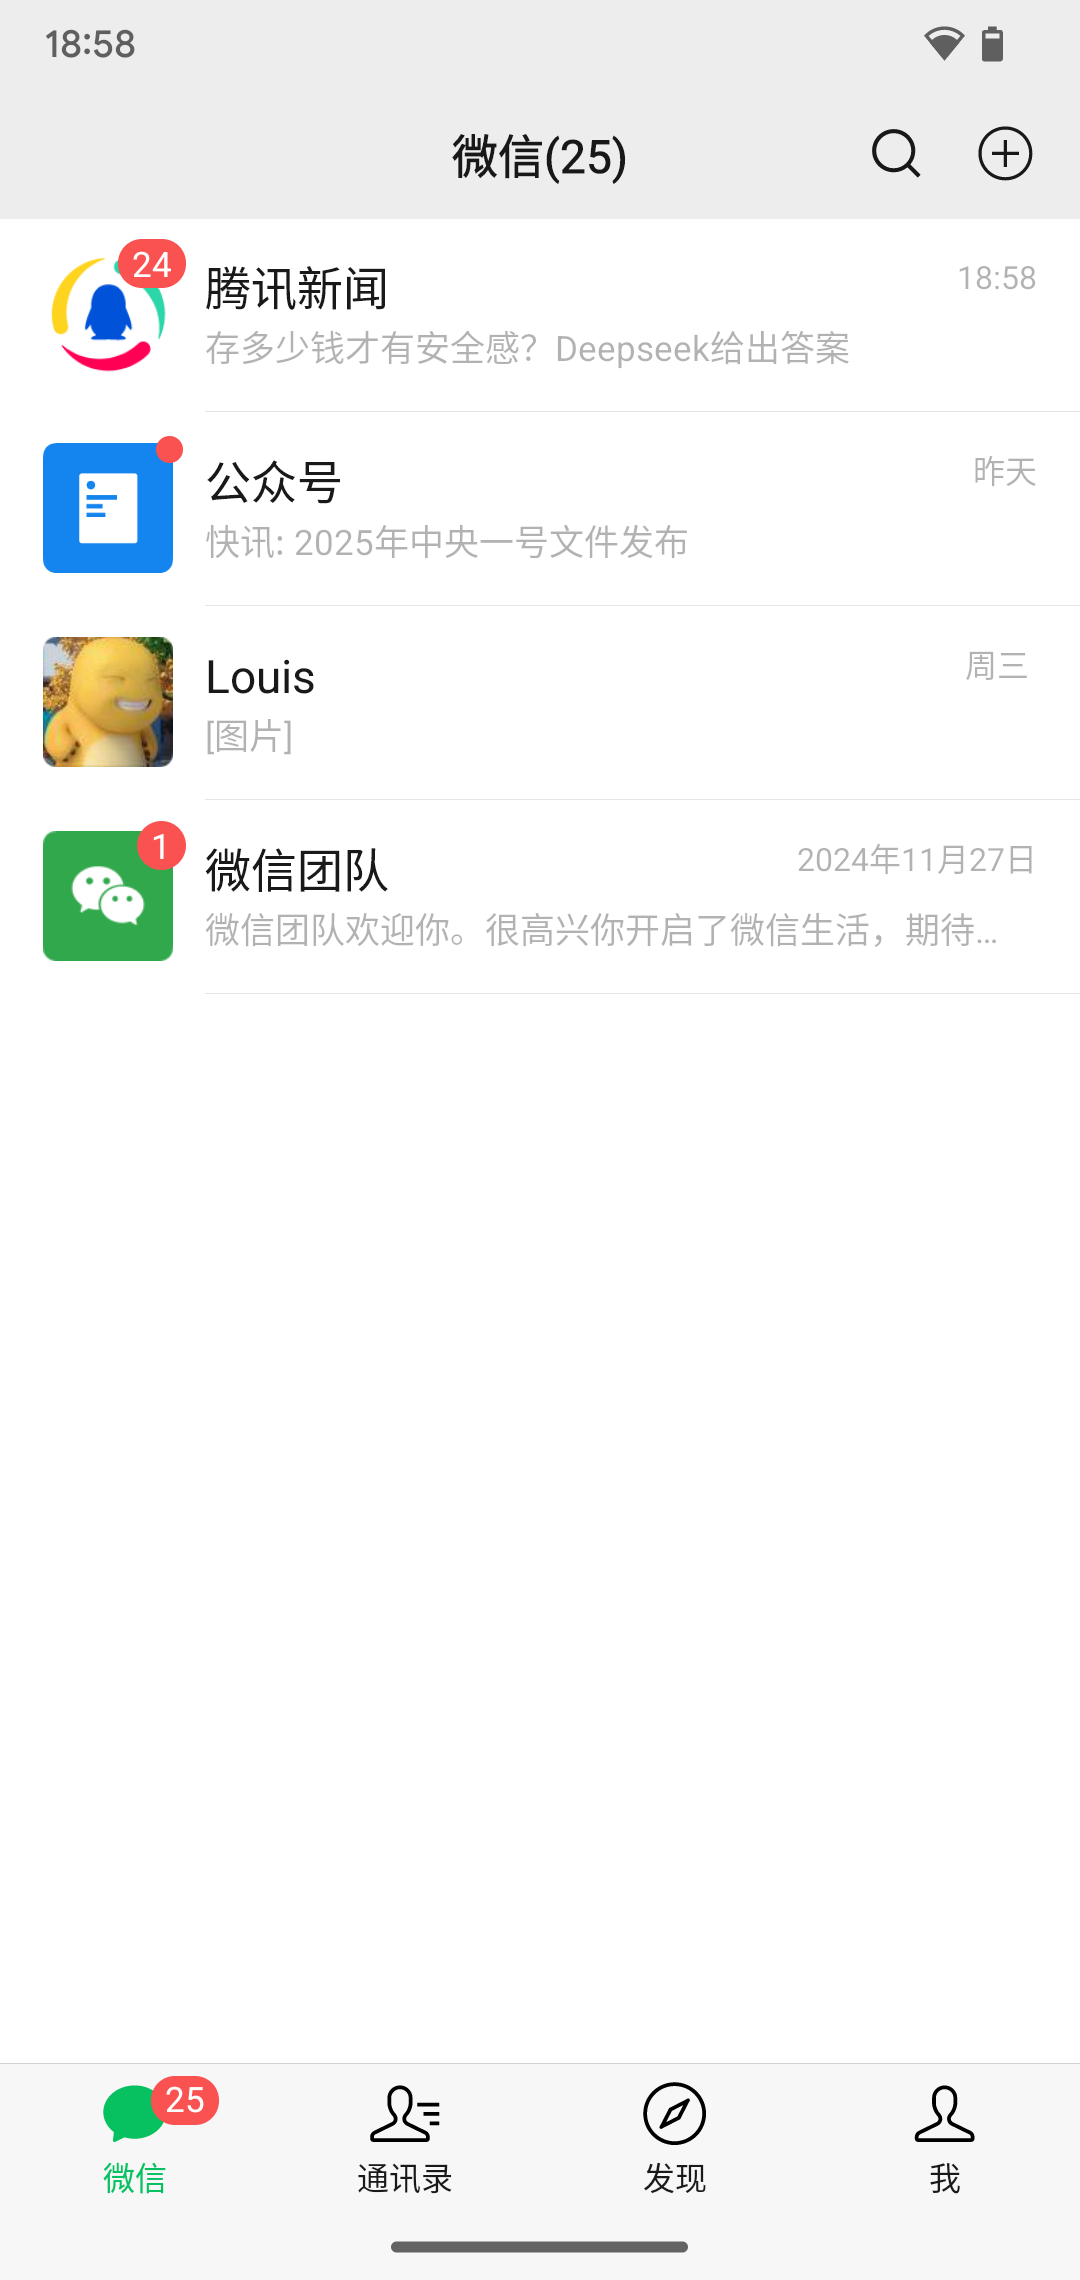 18:58
微信(25)
24
腾讯新闻
18:58
存多少钱才有安全感？Deepseek给出答案
公众号
昨天
快讯: 2025年中央一号文件发布
Louis
周三
[图片]
1
微信团队
2024年11月27日
微信团队欢迎你。很高兴你开启了微信生活，期待...
25
微信
通讯录
发现
我